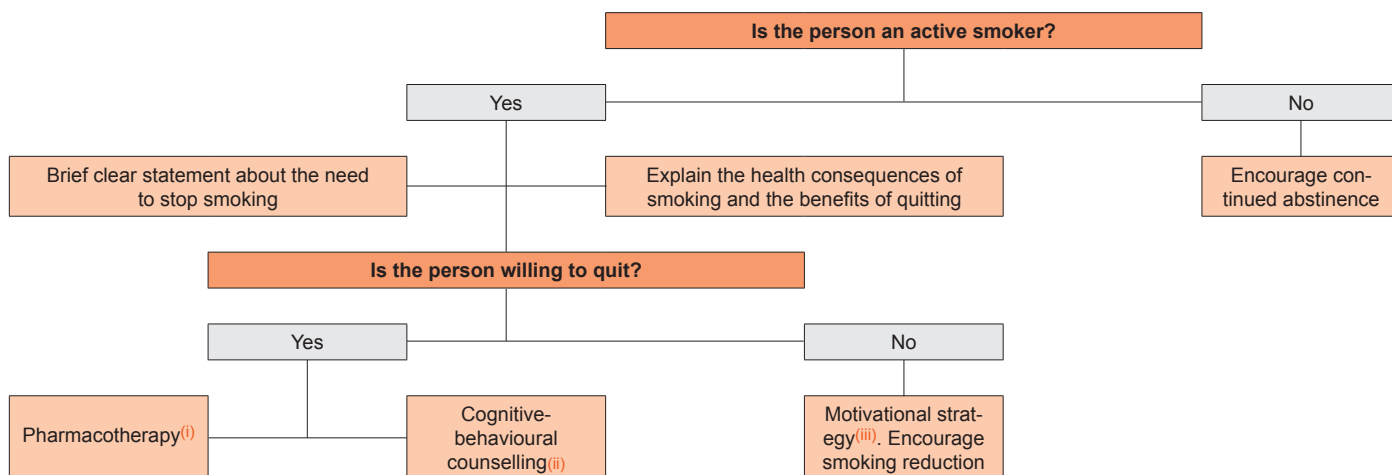 Is the person an active smoker?
Yes
No
Brief clear statement about the need
to stop smoking
Explain the health consequences of
smoking and the benefits of quitting
Encourage con-
tinued abstinence
Is the person willing to quit?
Yes
No
Pharmacotherapy(i)
Cognitive-
behavioural
counselling(ii)
Motivational strat-
egy(iii). Encourage
smoking reduction